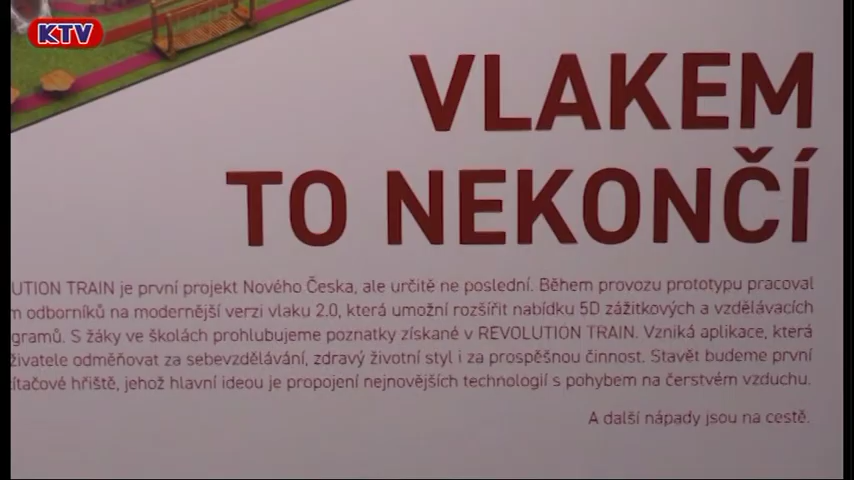 KTV
VLAKEM
TO NEKONČÍ
UTION TRAIN je první projekt Nového Česka, ale určitě ne poslední. Během provozu prototypu pracoval
m odborníků na modernější verzi vlaku 2.0, která umožní rozšířit nabídku 5D zážitkových a vzdělávacích
gramů. S žáky ve školách prohlubujeme poznatky získané v REVOLUTION TRAIN. Vzniká aplikace, která
živatele odměňovat za sebevzdělávání, zdravý životní styl i za prospěšnou činnost. Stavět budeme první
ítačové hřiště, jehož hlavní ideou je propojení nejnovějších technologií s pohybem na čerstvém vzduchu.
A další nápady jsou na cestě.